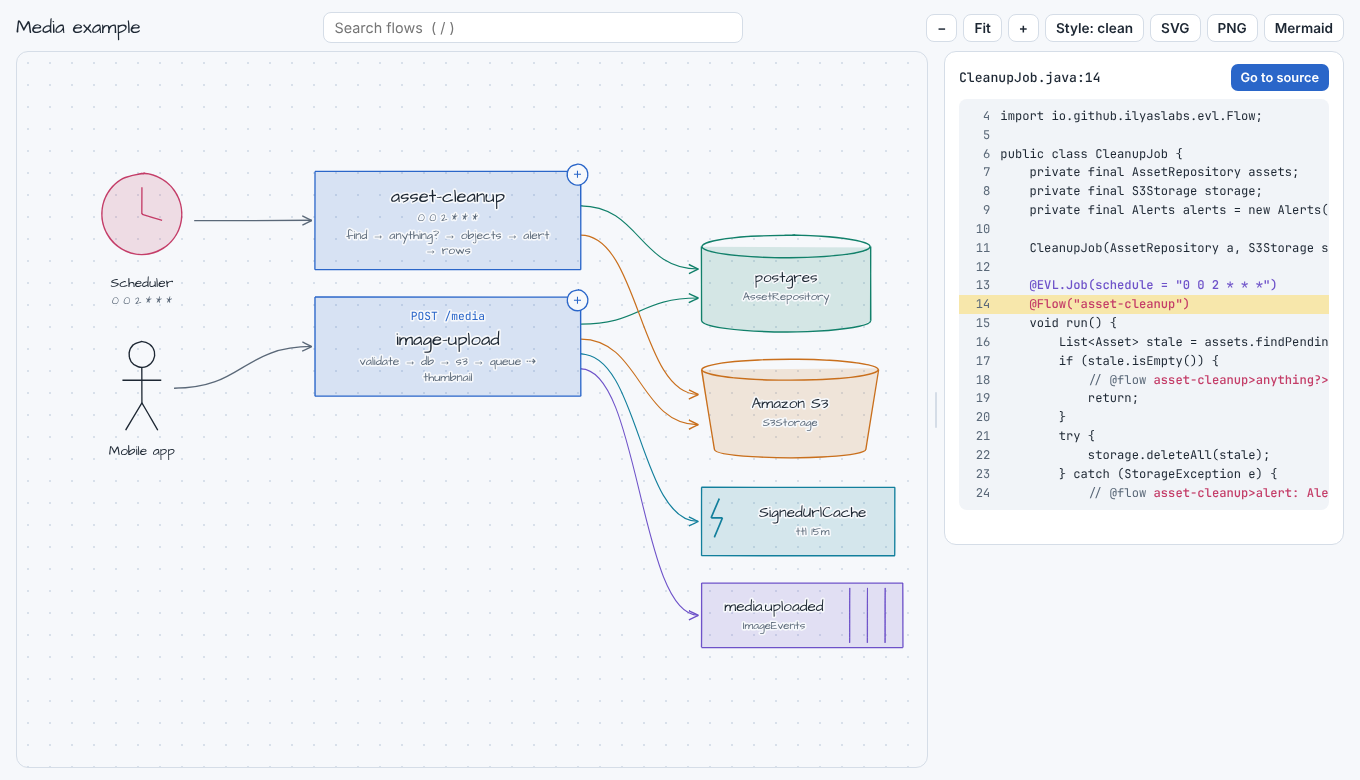 Media example
Search flows ( / )
−
Fit
+
Style: clean
SVG
PNG
Mermaid
Scheduler
0 0 2 * * *
Mobile app
+
asset-cleanup
0 0 2 * * *
find → anything? → objects → alert
→ rows
+
POST /media
image-upload
validate → db → s3 → queue ⇢
thumbnail
postgres
AssetRepository
Amazon S3
S3Storage
SignedUrlCache
ttl 15m
media.uploaded
ImageEvents
CleanupJob.java:14
Go to source
4 import io.github.ilyaslabs.evl.Flow;
5
6 public class CleanupJob {
7 private final AssetRepository assets;
8 private final S3Storage storage;
9 private final Alerts alerts = new Alerts(
10
11 CleanupJob(AssetRepository a, S3Storage s
12
13 @EVL.Job(schedule = "0 0 2 * * *")
14 @Flow("asset-cleanup")
15 void run() {
16 List<Asset> stale = assets.findPendin
17 if (stale.isEmpty()) {
18 // @flow asset-cleanup>anything?>
19 return;
20 }
21 try {
22 storage.deleteAll(stale);
23 } catch (StorageException e) {
24 // @flow asset-cleanup>alert: Ale